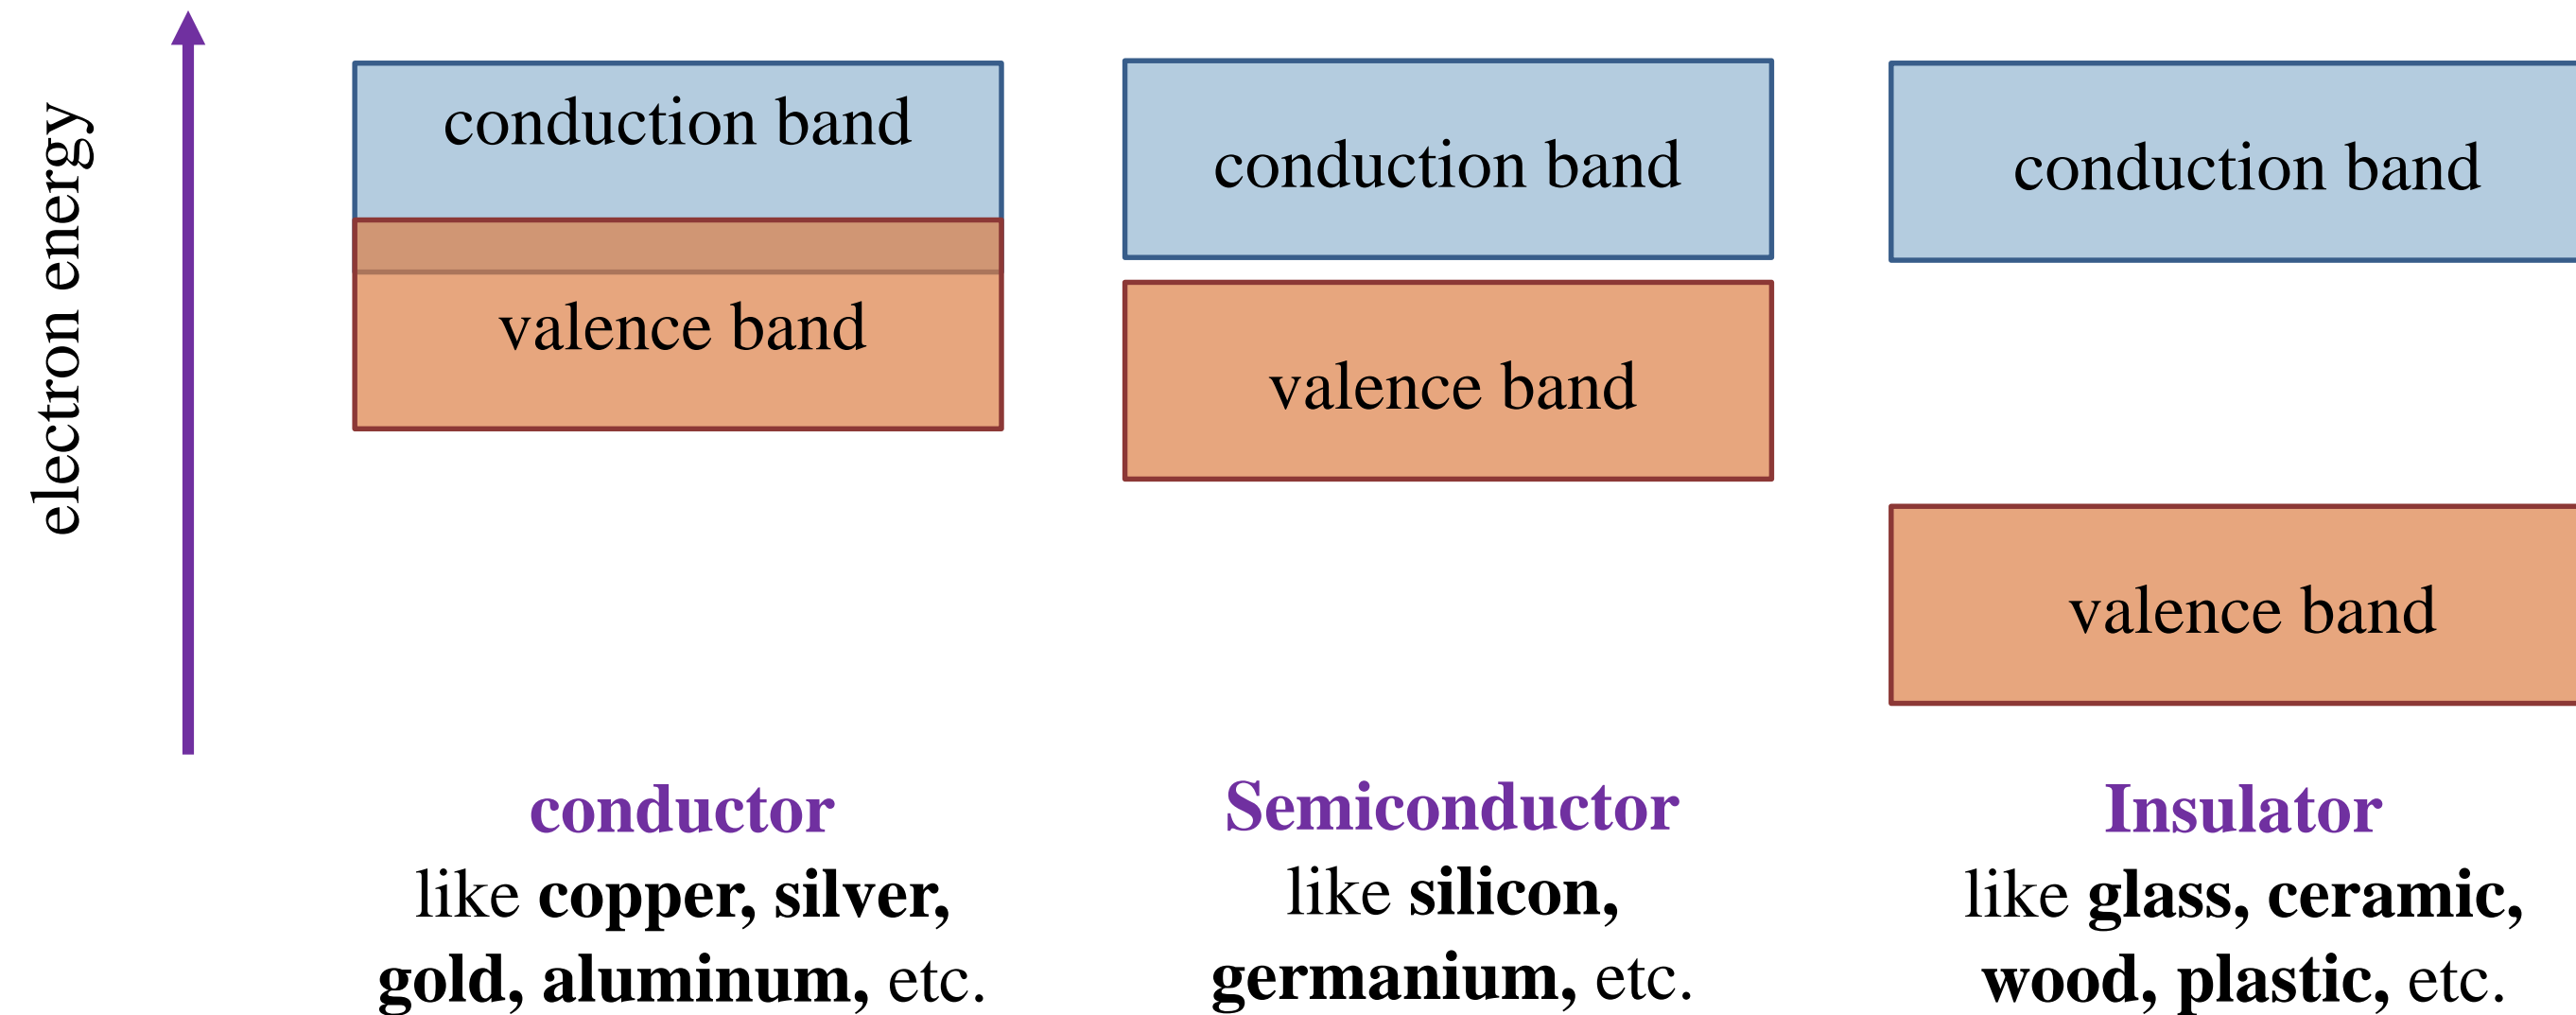 electron energy
conduction band
valence band
conductor
like copper, silver,
gold, aluminum, etc.
conduction band
valence band
Semiconductor
like silicon,
germanium, etc.
conduction band
valence band
Insulator
like glass, ceramic,
wood, plastic, etc.